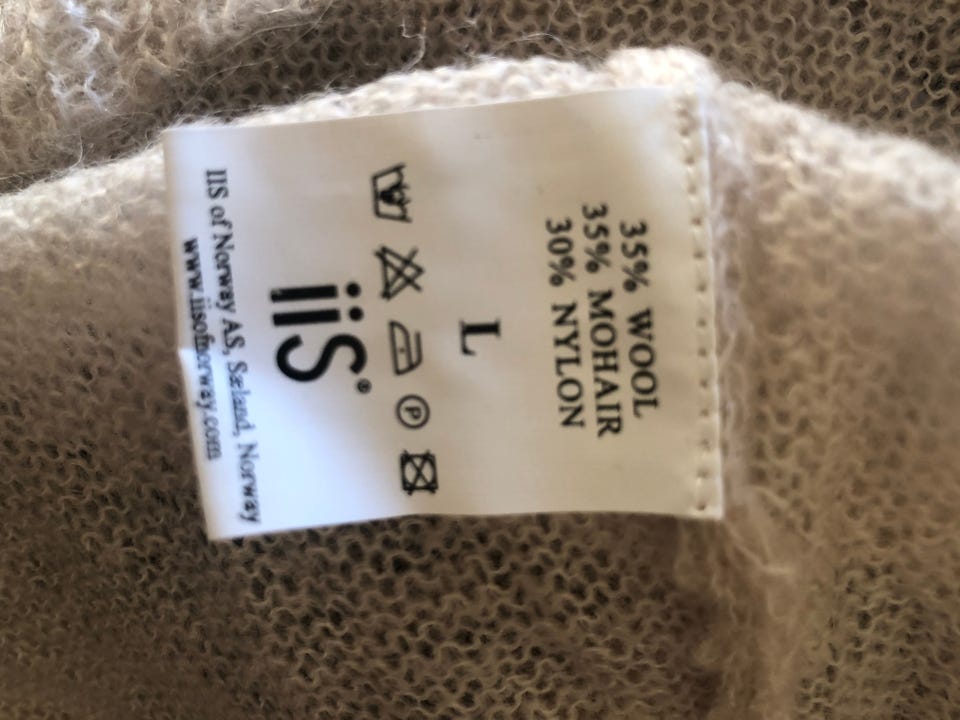 35% WOOL
35% MOHAIR
30% NYLON
L
P
iiS®
IIS of Norway AS, Sæland, Norway
www.iisofnorway.com